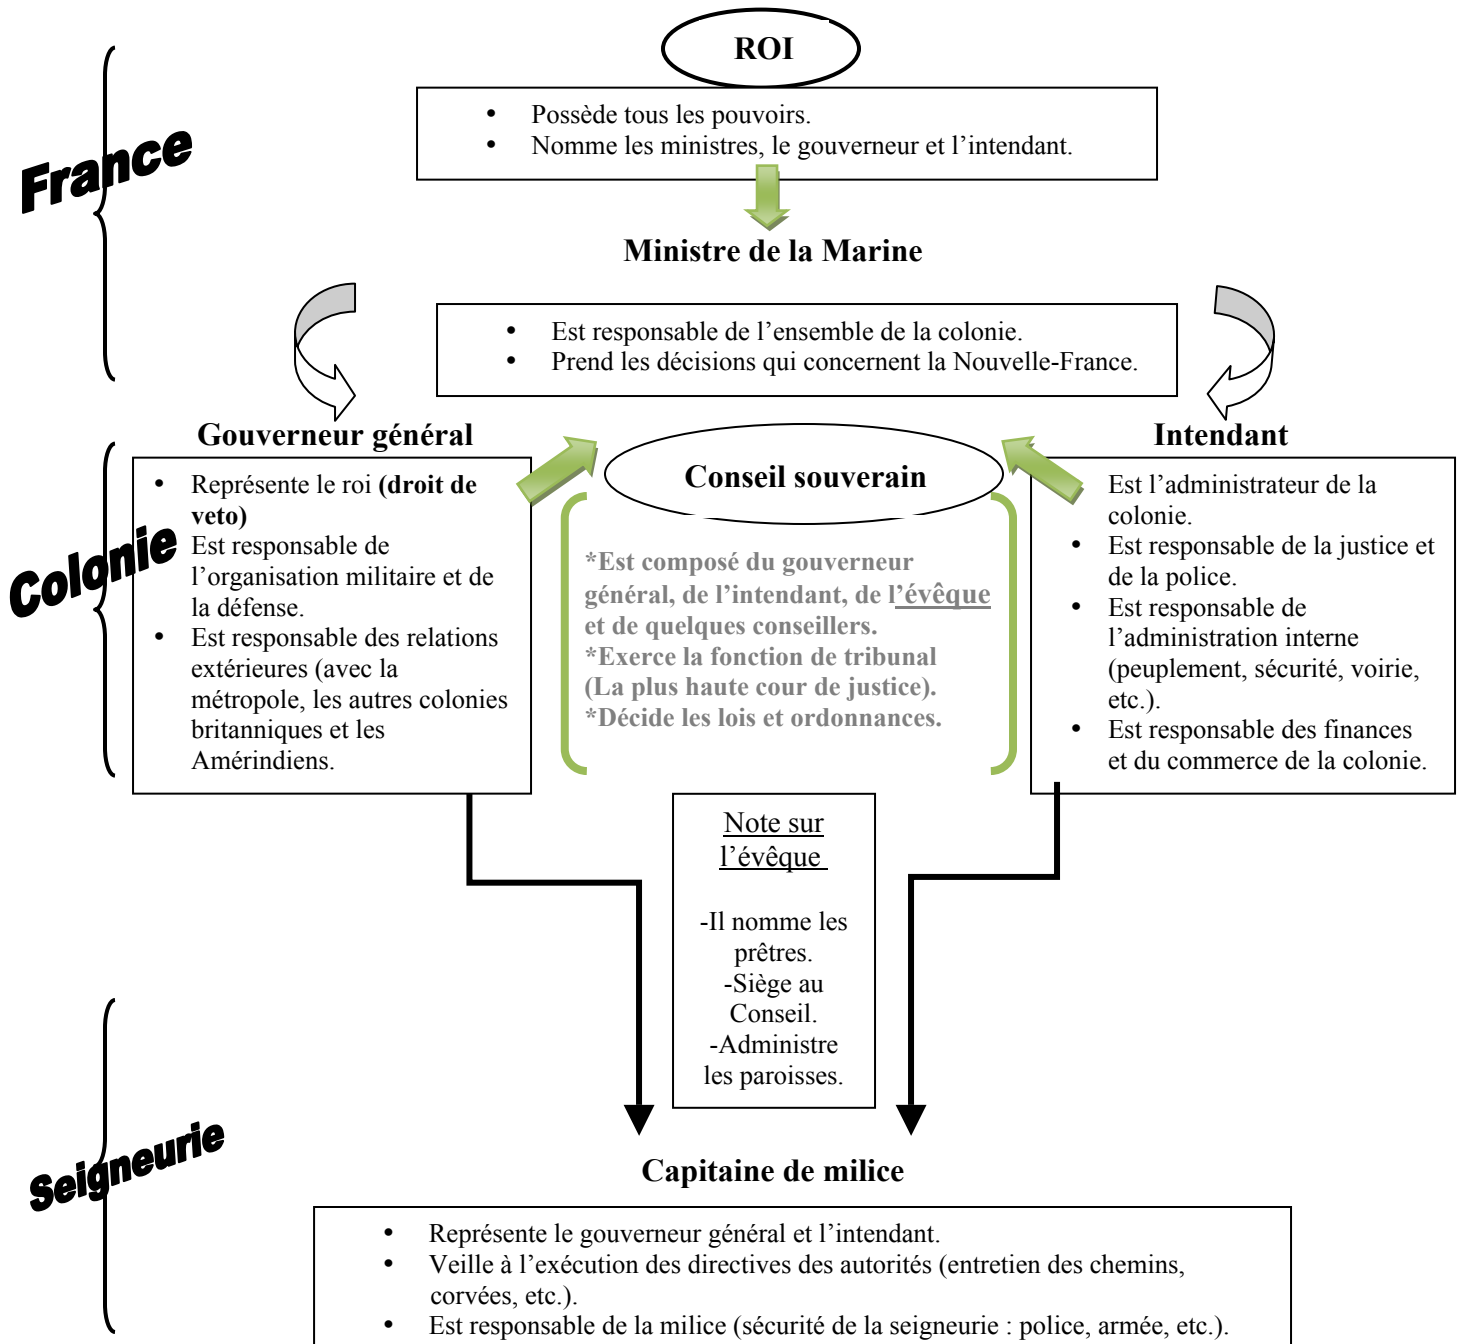 ROI
• Possède tous les pouvoirs.
• Nomme les ministres, le gouverneur et l’intendant.
France
Ministre de la Marine
• Est responsable de l’ensemble de la colonie.
• Prend les décisions qui concernent la Nouvelle-France.
Gouverneur général
• Représente le roi (droit de
veto)
Est responsable de
l’organisation militaire et de
la défense.
• Est responsable des relations
extérieures (avec la
métropole, les autres colonies
britanniques et les
Amérindiens.
Colonie
Conseil souverain
*Est composé du gouverneur
général, de l’intendant, de l’évêque
et de quelques conseillers.
*Exerce la fonction de tribunal
(La plus haute cour de justice).
*Décide les lois et ordonnances.
Intendant
Est l’administrateur de la
colonie.
• Est responsable de la justice et
de la police.
• Est responsable de
l’administration interne
(peuplement, sécurité, voirie,
etc.).
• Est responsable des finances
et du commerce de la colonie.
Note sur
l’évêque
-Il nomme les
prêtres.
-Siège au
Conseil.
-Administre
les paroisses.
Seigneurie
Capitaine de milice
• Représente le gouverneur général et l’intendant.
• Veille à l’exécution des directives des autorités (entretien des chemins,
corvées, etc.).
• Est responsable de la milice (sécurité de la seigneurie : police, armée, etc.).